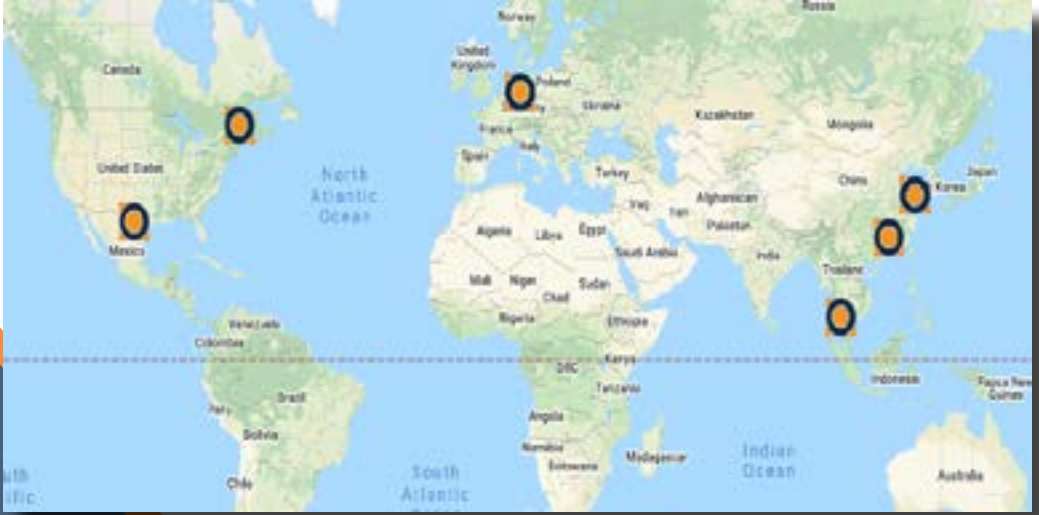 Russia
Norway
United
Kingdom
Canada
Poland
Ukraine
Kazakhstan
Mongolia
France
Italy
Spain
United States
North
Atlantic
Ocean
Turkey
China
Korea
Japan
Afghanistan
Iraq
Iran
Pakistan
Algeria
Libya
Egypt
Saudi Arabia
India
Mexico
Thailand
Mali
Niger
Sudan
Chad
Nigeria
Ethiopia
Venezuela
Colombia
Kenya
DRC
Indonesia
Papua New
Guinea
Tanzania
Brazil
Peru
Angola
Bolivia
Namibia
Botswana
Madagascar
Indian
Ocean
South
Atlantic
Australia
Chile